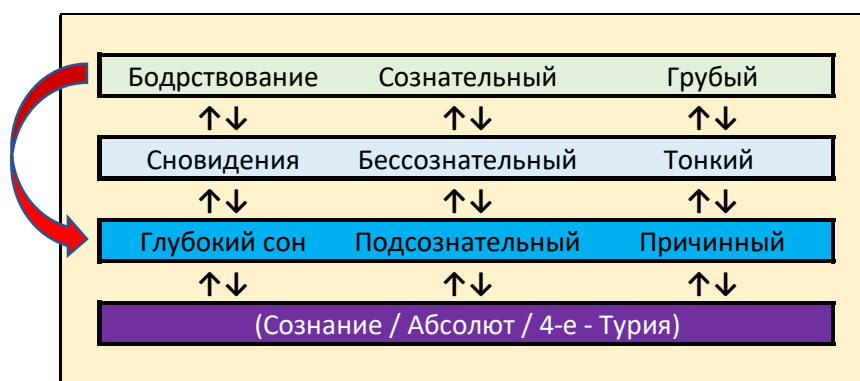 Бодрствование Сознательный Грубый
↑↓ ↑↓ ↑↓
Сновидения Бессознательный Тонкий
↑↓ ↑↓ ↑↓
Глубокий сон Подсознательный Причинный
↑↓ ↑↓ ↑↓
(Сознание / Абсолют / 4-е - Турия)